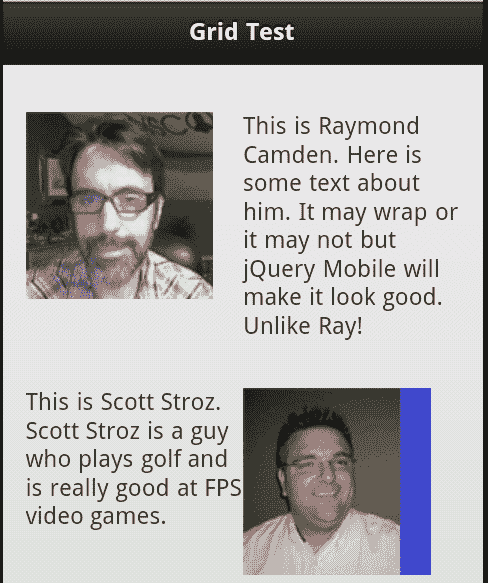 Grid Test
This is Raymond
Camden. Here is
some text about
him. It may wrap or
it may not but
jQuery Mobile will
make it look good.
Unlike Ray!
This is Scott Stroz.
Scott Stroz is a guy
who plays golf and
is really good at FPS
video games.